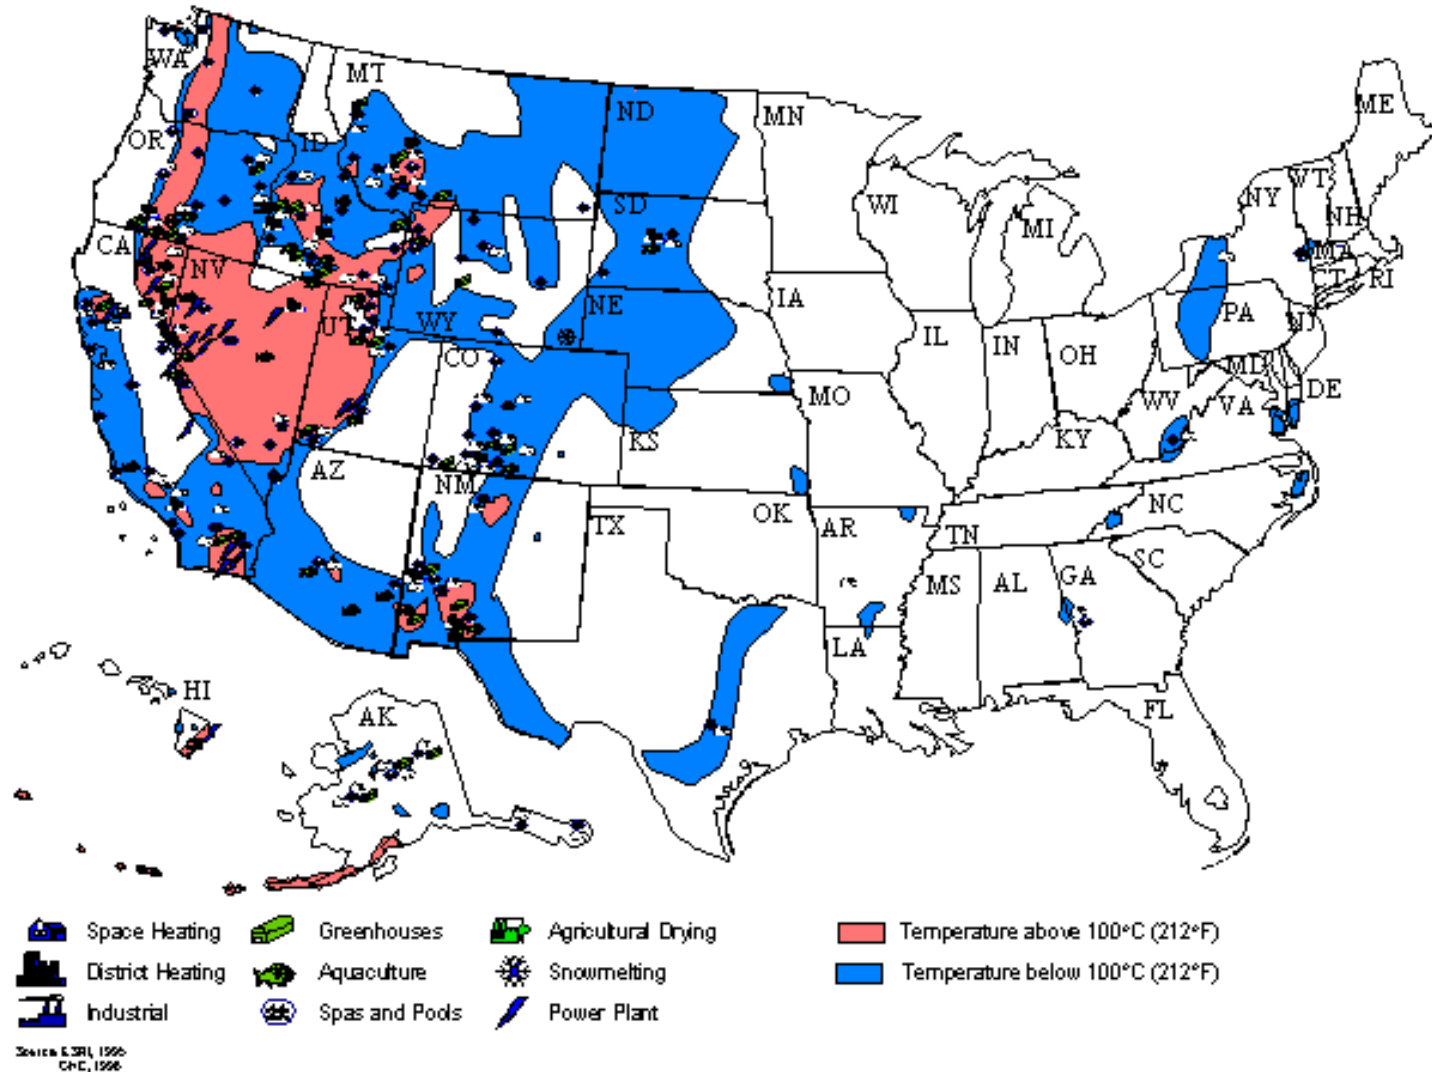 WA
MT
ND
MN
ME
OR
ID
SD
WI
MI
NY
VT
NH
CA
NV
MA
CT
RI
NE
IA
UT
WY
PA
NJ
CO
IL
IN
OH
MD
DE
MO
WV
VA
KS
KY
AZ
NM
TX
OK
AR
TN
NC
SC
MS
AL
GA
LA
HI
AK
FL
Space Heating
Greenhouses
Agricultural Drying
Temperature above 100°C (212°F)
District Heating
Aquaculture
Snowmelting
Temperature below 100°C (212°F)
Industrial
Spas and Pools
Power Plant